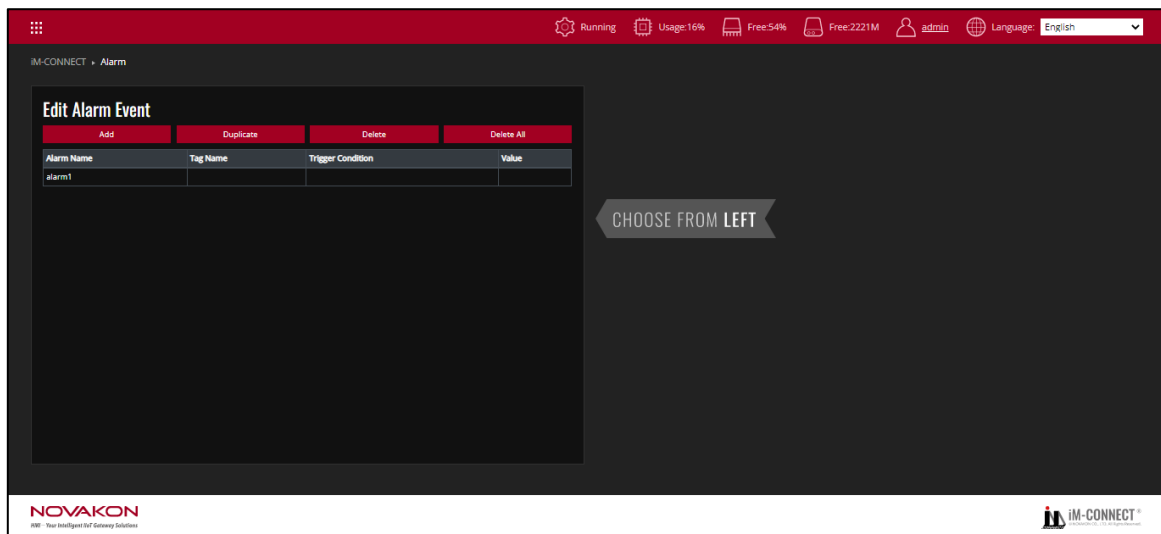 Running Usage:16% Free:54% Free:2221M admin Language: English
iM-CONNECT ▸ Alarm
Edit Alarm Event
Add Duplicate Delete Delete All
Alarm Name Tag Name Trigger Condition Value
alarm1
CHOOSE FROM LEFT
NOVAKON iM-CONNECT®
HMI - Your Intelligent IIoT Gateway Solutions